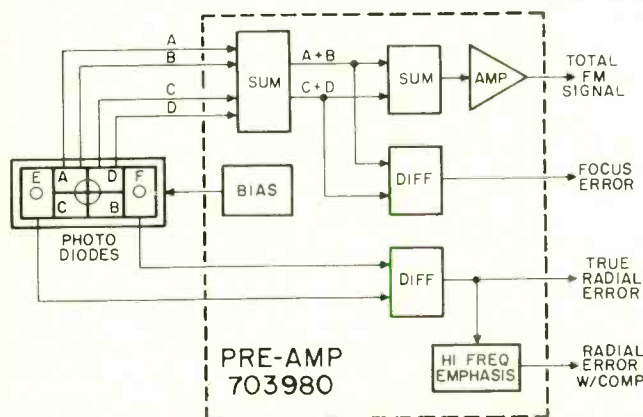 A
B
C
D
SUM
A+B
C+D
SUM
AMP
TOTAL
FM
SIGNAL
E
A
D
F
C
B
PHOTO
DIODES
BIAS
DIFF
FOCUS
ERROR
DIFF
TRUE
RADIAL
ERROR
PRE-AMP
703980
HI FREQ
EMPHASIS
RADIAL
ERROR
W/COMP